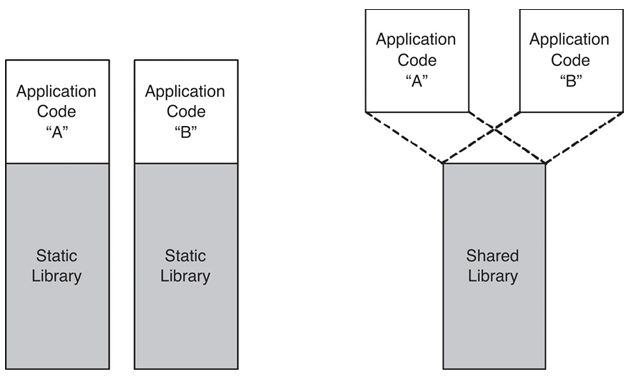 Application
Code
“A”
Application
Code
“B”
Static
Library
Static
Library
Application
Code
“A”
Application
Code
“B”
Shared
Library